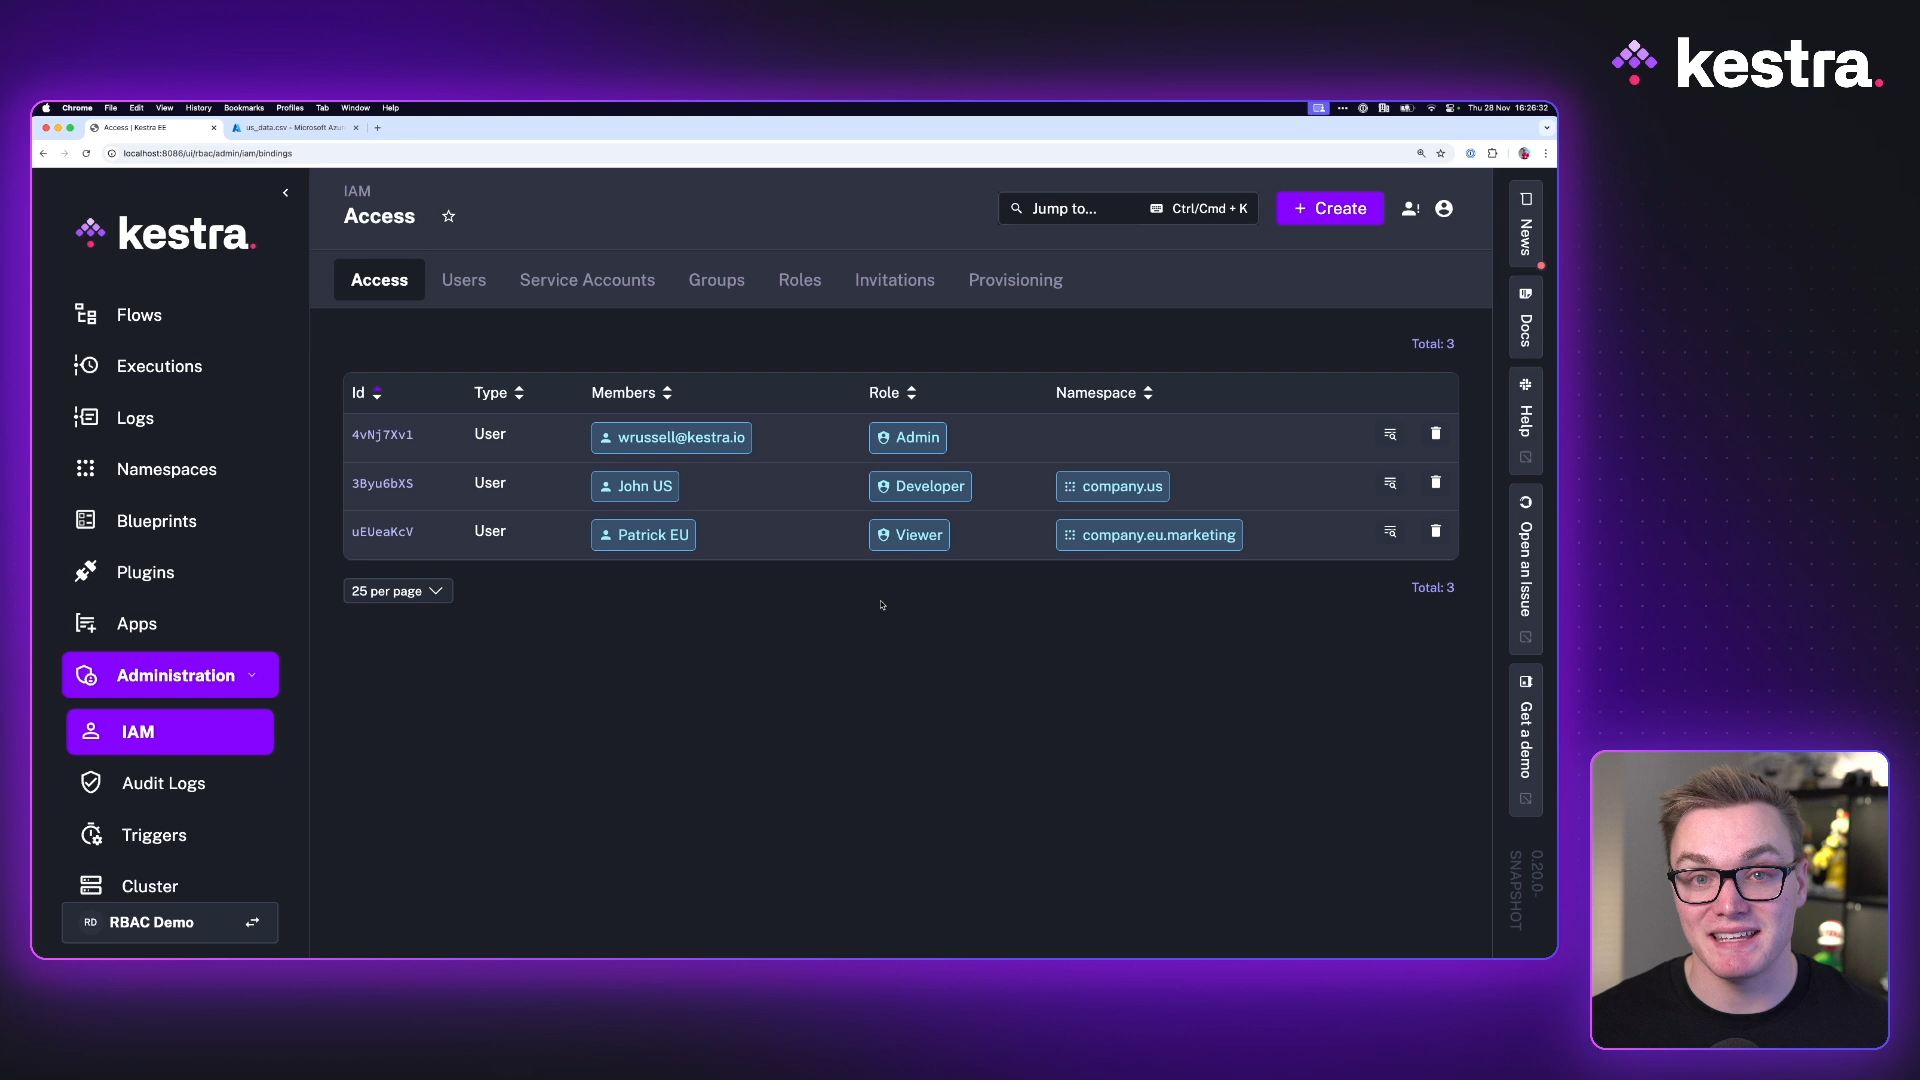 kestra.
Chrome File Edit View History Bookmarks Profiles Tab Window Help
Thu 28 Nov 16:26:32
Access | Kestra EE
us_data.csv - Microsoft Azur
localhost:8086/ui/rbac/admin/iam/bindings
kestra.
IAM
Access
Jump to...
Ctrl/Cmd + K
+ Create
Access Users Service Accounts Groups Roles Invitations Provisioning
Flows
Executions
Logs
Namespaces
Blueprints
Plugins
Apps
Administration
IAM
Audit Logs
Triggers
Cluster
RD RBAC Demo
Total: 3
Id Type Members Role Namespace
4vNj7Xv1 User wrussell@kestra.io Admin
3Byu6bXS User John US Developer company.us
uEUeaKcV User Patrick EU Viewer company.eu.marketing
25 per page
Total: 3
News
Docs
Help
Open an Issue
Get a demo
0.20.0-
SNAPSHOT